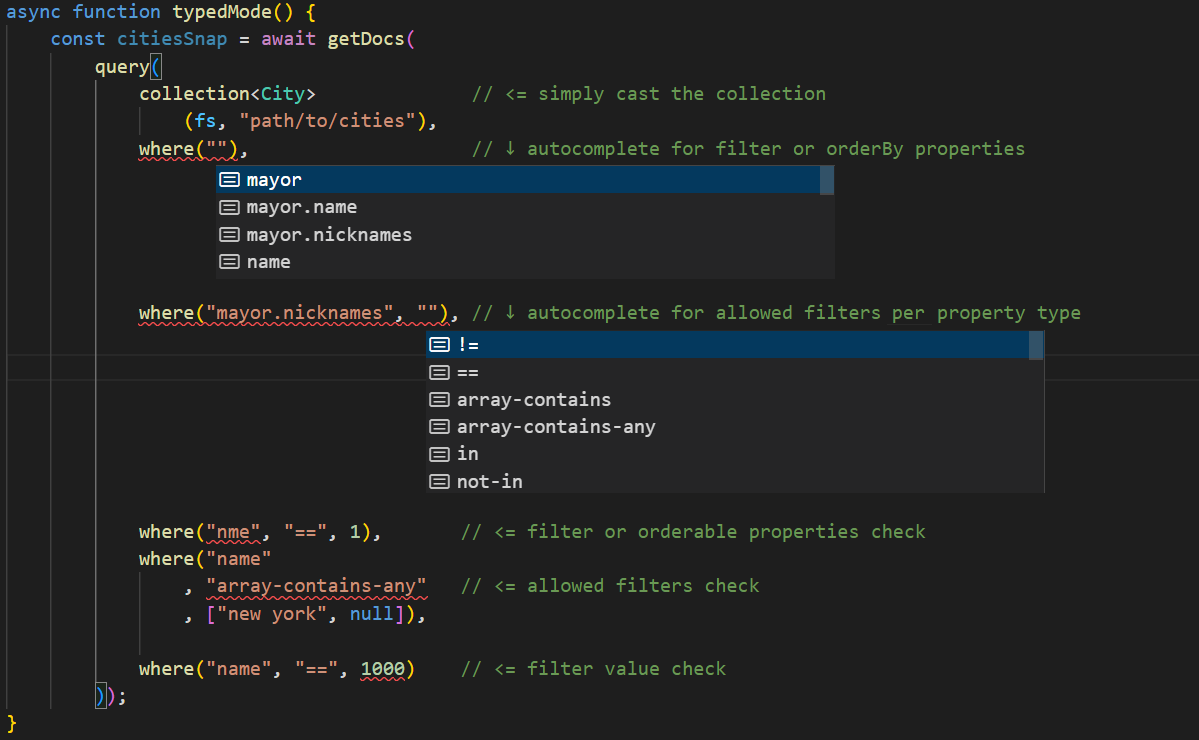 async function typedMode() {
const citiesSnap = await getDocs(
query(
collection<City> // <= simply cast the collection
(fs, "path/to/cities"),
where(""), // ↓ autocomplete for filter or orderBy properties
mayor
mayor.name
mayor.nicknames
name
where("mayor.nicknames", ""), // ↓ autocomplete for allowed filters per property type
!=
==
array-contains
array-contains-any
in
not-in
where("nme", "==", 1), // <= filter or orderable properties check
where("name"
, "array-contains-any" // <= allowed filters check
, ["new york", null]),
where("name", "==", 1000) // <= filter value check
));
}